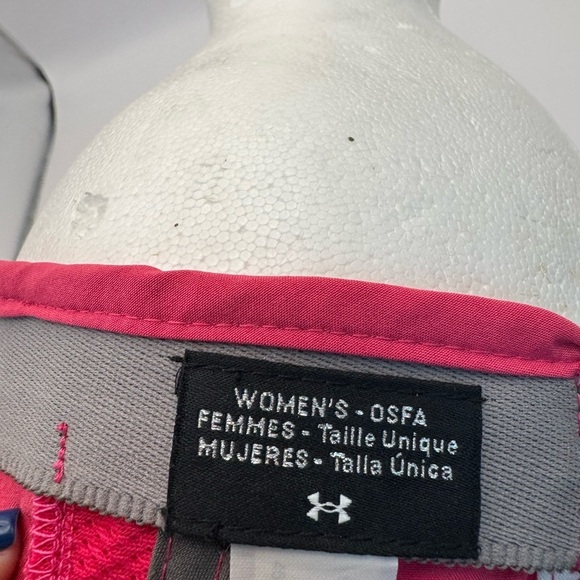 WOMEN'S - OSFA
FEMMES - Taille Unique
MUJERES - Talla Única